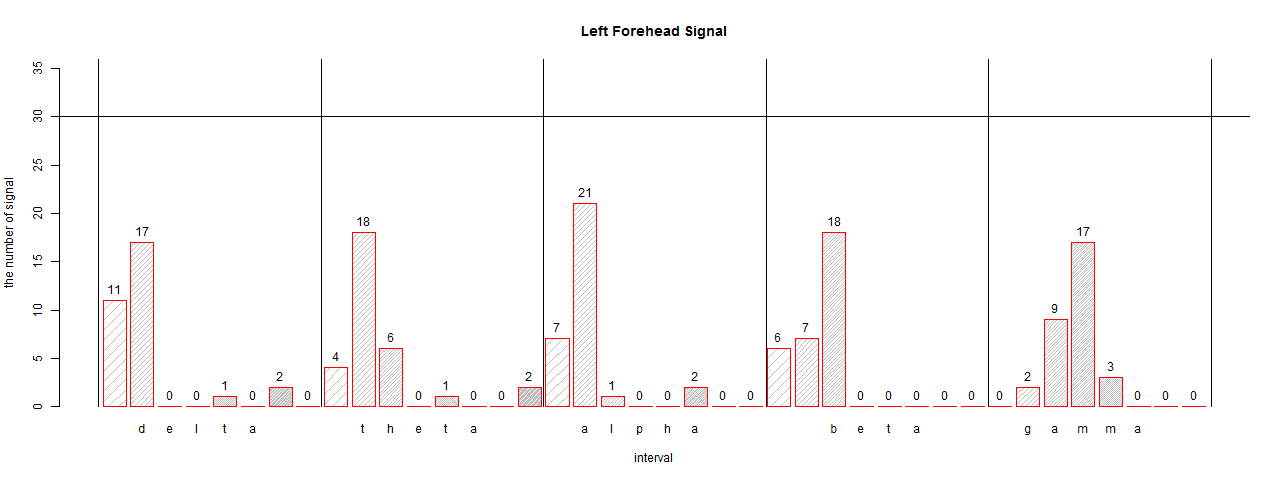 Left Forehead Signal
the number of signal
35
30
25
20
15
10
5
0
11 17 0 0 1 0 2 0 4 18 6 0 1 0 0 2 7 21 1 0 0 2 0 0 6 7 18 0 0 0 0 0 0 2 9 17 3 0 0 0
d e l t a t h e t a a l p h a b e t a g a m m a
interval